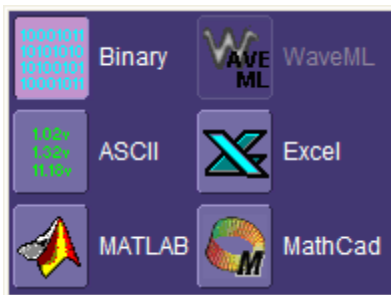 10001011
10101010
10100101
10001011
Binary
WAVE
ML
WaveML
1.02v
1.32v
11.18v
ASCII
X
Excel
MATLAB
M
MathCad